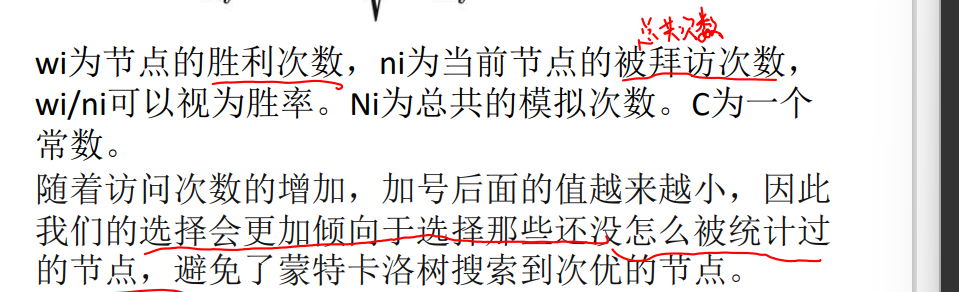 总共次数
wi为节点的胜利次数，ni为当前节点的被拜访次数，
wi/ni可以视为胜率。Ni为总共的模拟次数。C为一个
常数。
随着访问次数的增加，加号后面的值越来越小，因此
我们的选择会更加倾向于选择那些还没怎么被统计过
的节点，避免了蒙特卡洛树搜索到次优的节点。